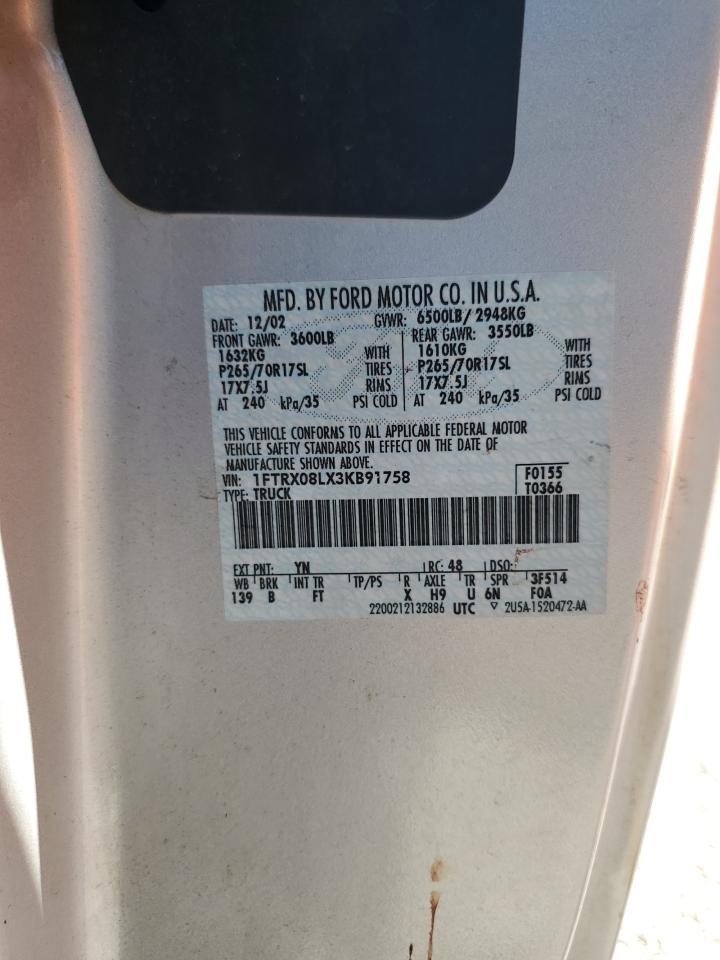 MFD. BY FORD MOTOR CO. IN U.S.A.
DATE: 12/02 GVWR: 6500LB/ 2948KG
FRONT GAWR: 3600LB REAR GAWR: 3550LB
1632KG WITH 1610KG WITH
P265/70R17SL TIRES P265/70R17SL TIRES
17X7.5J RIMS 17X7.5J RIMS
AT 240 kPa/35 PSI COLD AT 240 kPa/35 PSI COLD
THIS VEHICLE CONFORMS TO ALL APPLICABLE FEDERAL MOTOR
VEHICLE SAFETY STANDARDS IN EFFECT ON THE DATE OF
MANUFACTURE SHOWN ABOVE.
VIN: 1FTRX08LX3KB91758 F0155
TYPE: TRUCK T0366
EXT PNT: YN RC: 48 DSO:
WB BRK INT TR TP/PS R AXLE TR SPR 3F514
139 B FT X H9 U 6N F0A
2200212132886 UTC ▽ 2U5A-1520472-AA